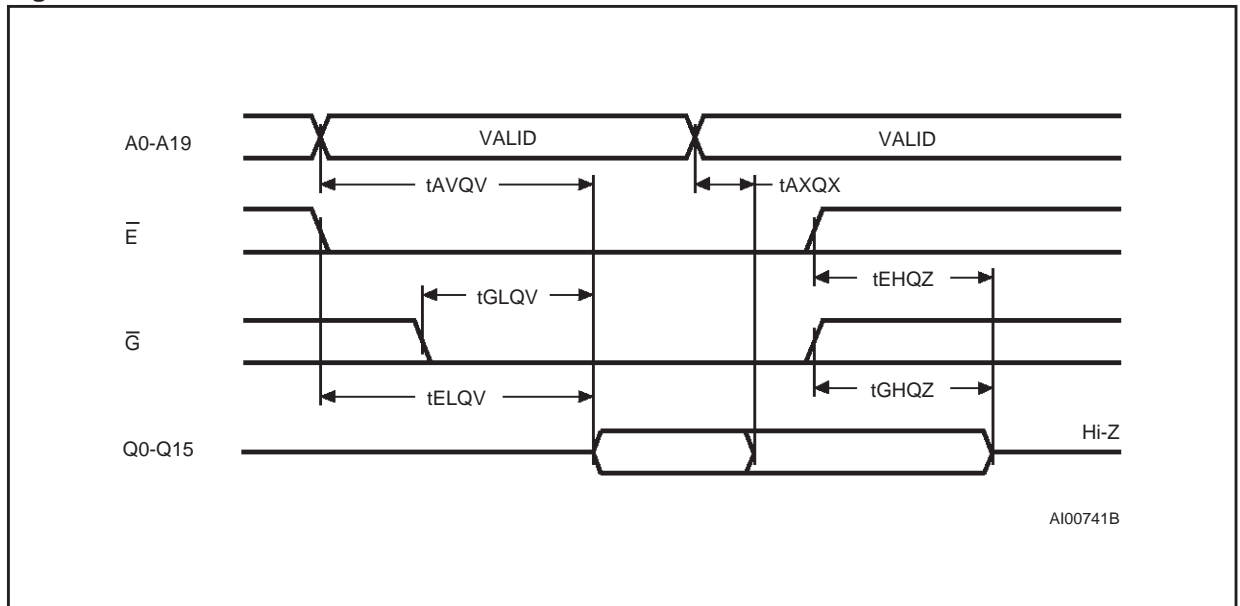 A0-A19
VALID
VALID
tAVQV
tAXQX
E̅
tEHQZ
tGLQV
G̅
tGHQZ
tELQV
Q0-Q15
Hi-Z
AI00741B